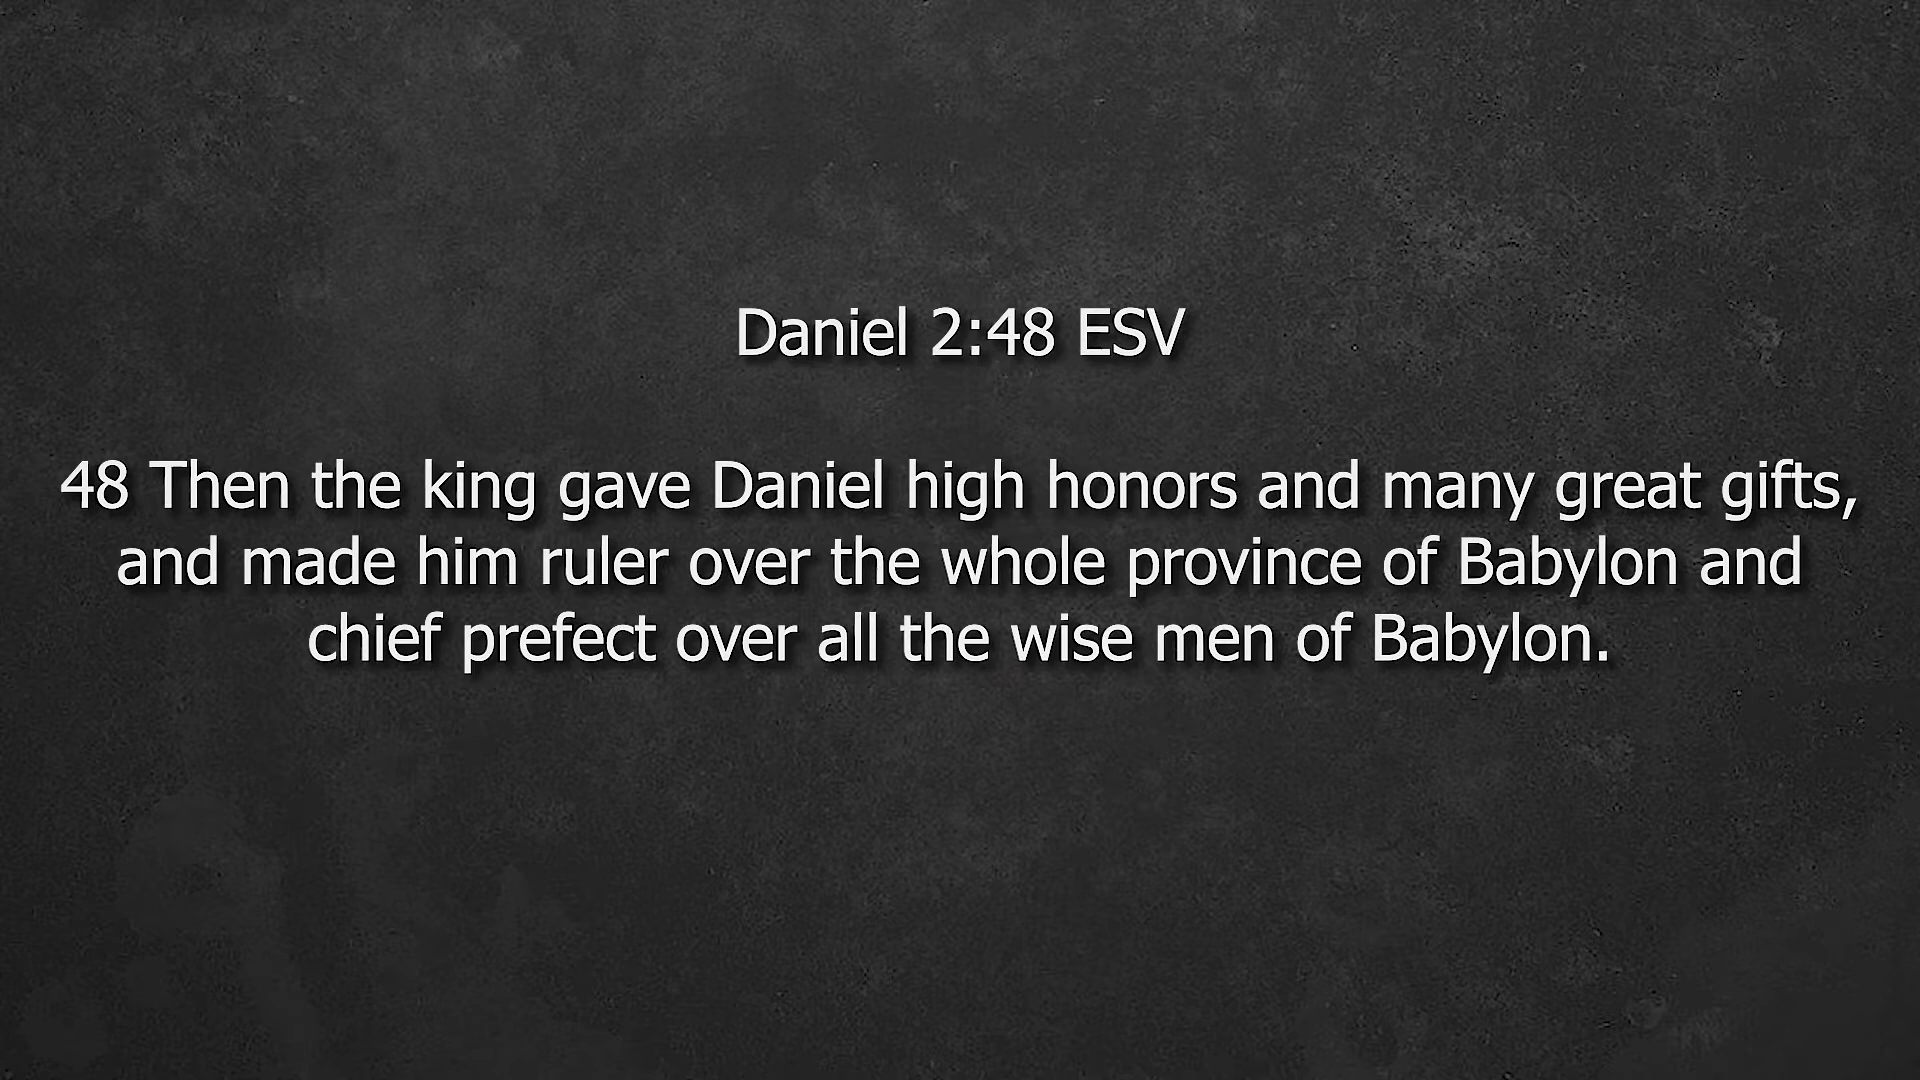 Daniel 2:48 ESV
48 Then the king gave Daniel high honors and many great gifts,
and made him ruler over the whole province of Babylon and
chief prefect over all the wise men of Babylon.